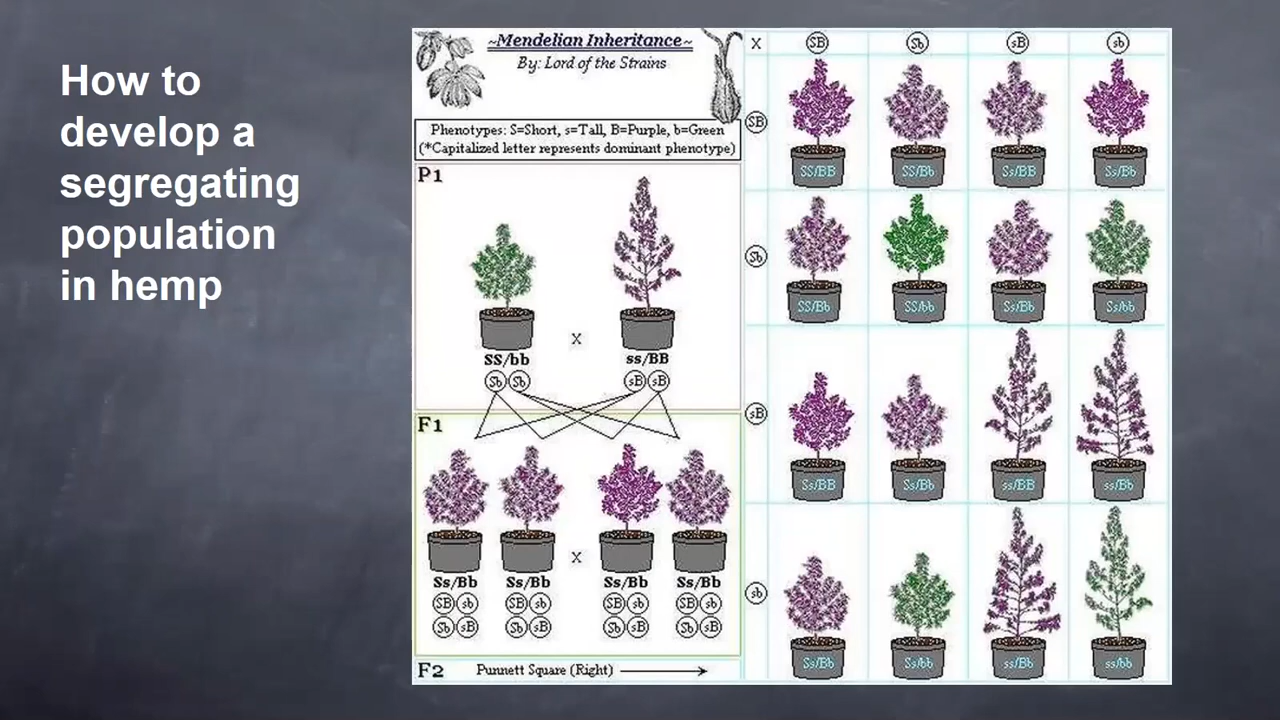 How to
develop a
segregating
population
in hemp
~Mendelian Inheritance~
By: Lord of the Strains
Phenotypes: S=Short, s=Tall, B=Purple, b=Green
(*Capitalized letter represents dominant phenotype)
P1
X
SS/bb ss/BB
Sb Sb sB sB
F1
X
Ss/Bb Ss/Bb Ss/Bb Ss/Bb
SB sb SB sb SB sb SB sb
Sb sB Sb sB Sb sB Sb sB
F2 Punnett Square (Right)
X SB Sb sB sb
SB
SS/BB SS/Bb Ss/BB Ss/Bb
Sb
SS/Bb SS/bb Ss/Bb Ss/bb
sB
Ss/BB Ss/Bb ss/BB ss/Bb
sb
Ss/Bb Ss/bb ss/Bb ss/bb